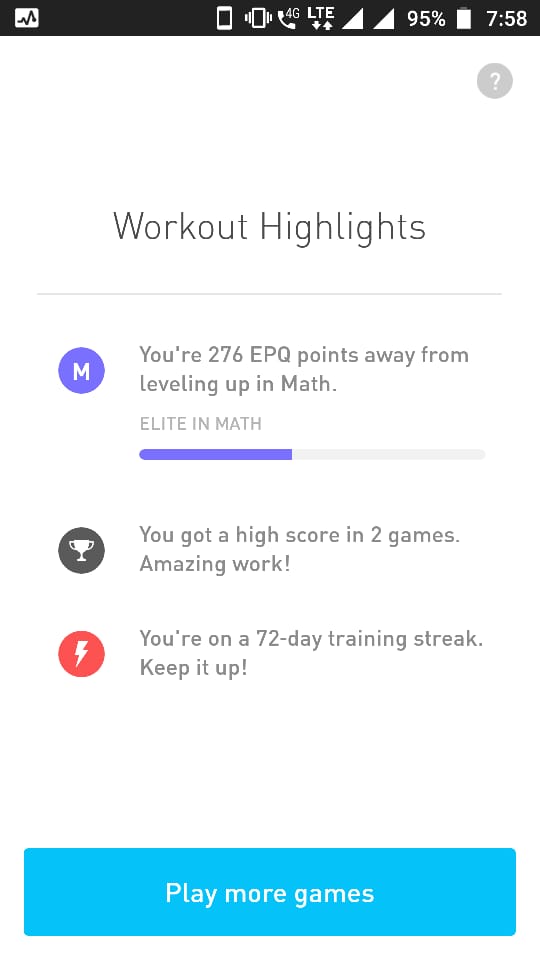 4G LTE 95% 7:58
?
Workout Highlights
M
You're 276 EPQ points away from
leveling up in Math.
ELITE IN MATH
You got a high score in 2 games.
Amazing work!
You're on a 72-day training streak.
Keep it up!
Play more games